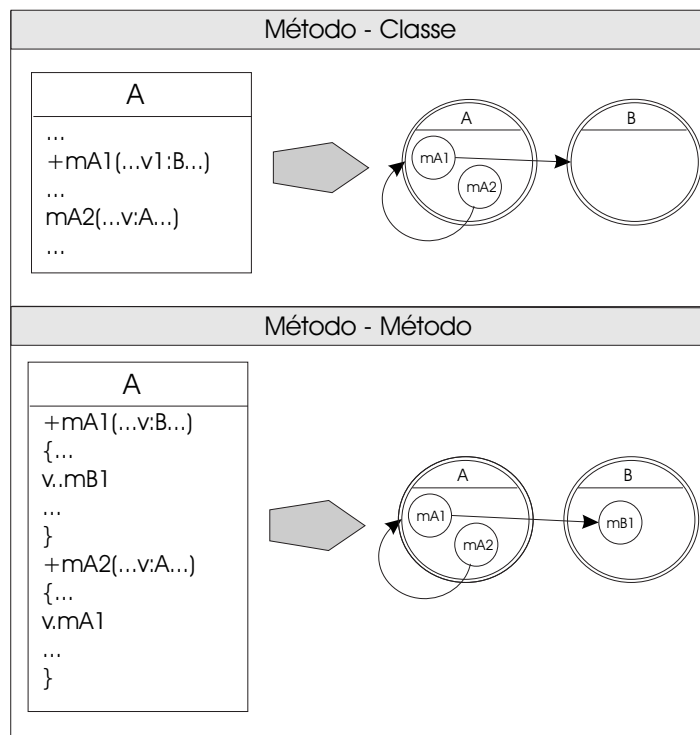 Método - Classe
A
...
+mA1(...v1:B...)
...
mA2(...v:A...)
...
A
mA1
mA2
B
Método - Método
A
+mA1(...v:B...)
{...
v..mB1
...
}
+mA2(...v:A...)
{...
v.mA1
...
}
A
mA1
mA2
B
mB1